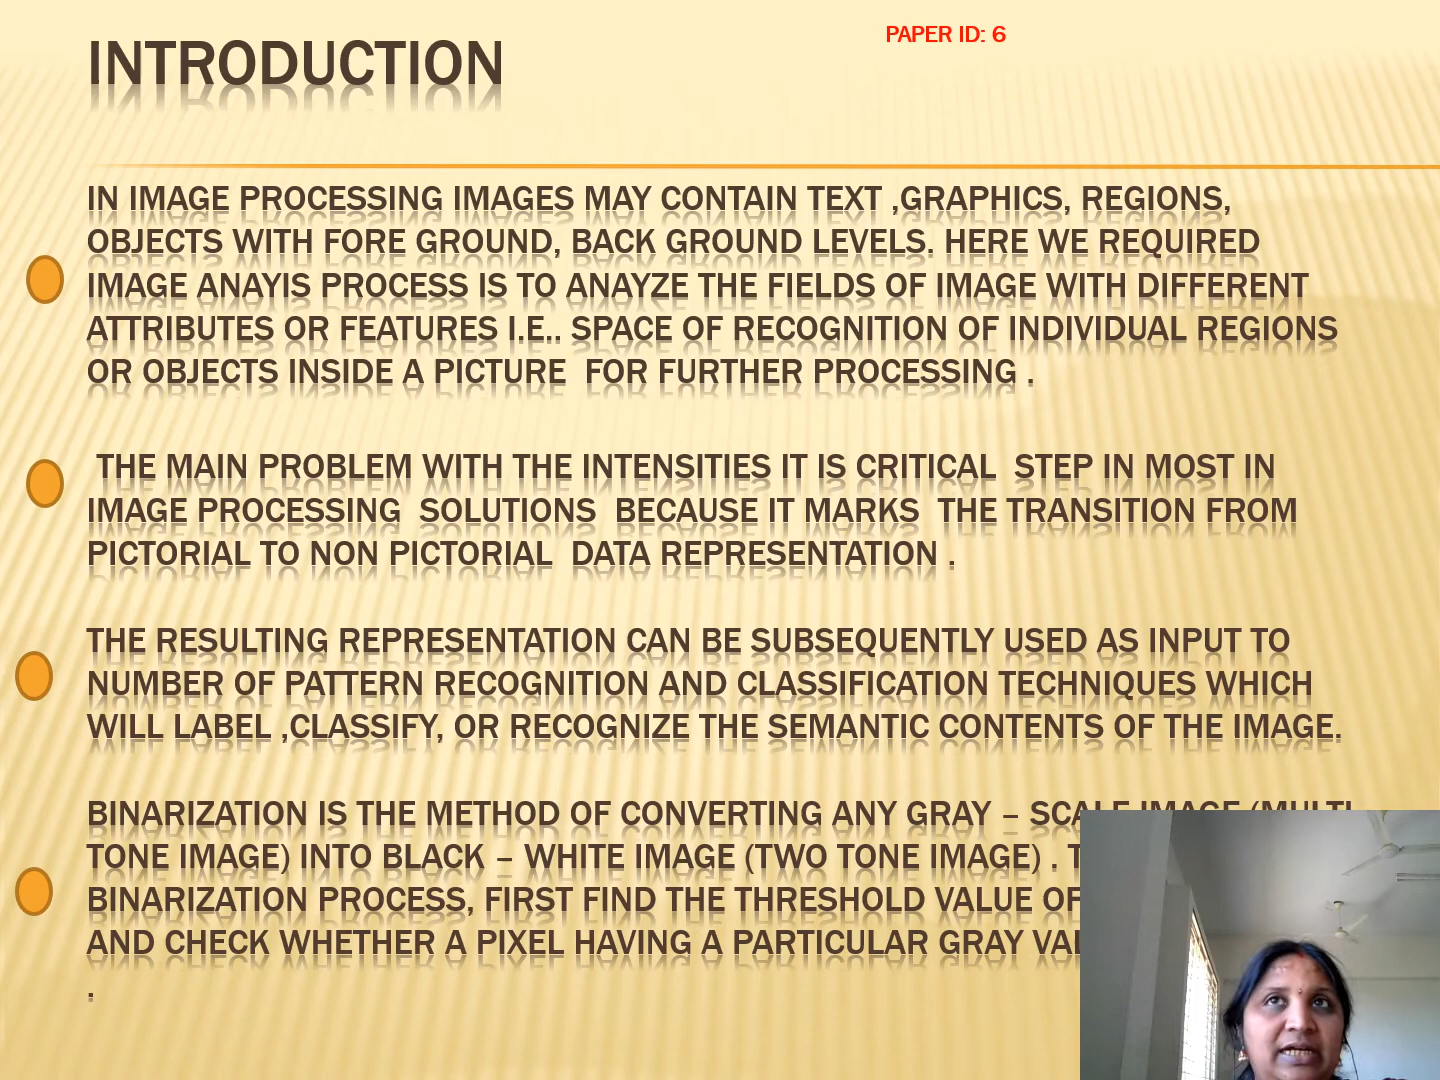 INTRODUCTION
PAPER ID: 6
IN IMAGE PROCESSING IMAGES MAY CONTAIN TEXT ,GRAPHICS, REGIONS,
OBJECTS WITH FORE GROUND, BACK GROUND LEVELS. HERE WE REQUIRED
IMAGE ANAYIS PROCESS IS TO ANAYZE THE FIELDS OF IMAGE WITH DIFFERENT
ATTRIBUTES OR FEATURES I.E.. SPACE OF RECOGNITION OF INDIVIDUAL REGIONS
OR OBJECTS INSIDE A PICTURE FOR FURTHER PROCESSING .
THE MAIN PROBLEM WITH THE INTENSITIES IT IS CRITICAL STEP IN MOST IN
IMAGE PROCESSING SOLUTIONS BECAUSE IT MARKS THE TRANSITION FROM
PICTORIAL TO NON PICTORIAL DATA REPRESENTATION .
THE RESULTING REPRESENTATION CAN BE SUBSEQUENTLY USED AS INPUT TO
NUMBER OF PATTERN RECOGNITION AND CLASSIFICATION TECHNIQUES WHICH
WILL LABEL ,CLASSIFY, OR RECOGNIZE THE SEMANTIC CONTENTS OF THE IMAGE.
BINARIZATION IS THE METHOD OF CONVERTING ANY GRAY – SCALE IMAGE (MULTI
TONE IMAGE) INTO BLACK – WHITE IMAGE (TWO TONE IMAGE) .
BINARIZATION PROCESS, FIRST FIND THE THRESHOLD VALUE OF
AND CHECK WHETHER A PIXEL HAVING A PARTICULAR GRAY
.